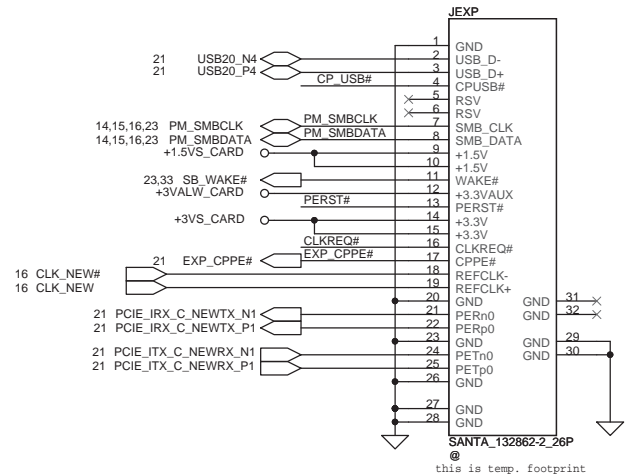 JEXP
1 GND
21 USB20_N4 2 USB_D-
21 USB20_P4 3 USB_D+
CP_USB# 4 CPUSB#
5 RSV
6 RSV
14,15,16,23 PM_SMBCLK PM_SMBCLK 7 SMB_CLK
14,15,16,23 PM_SMBDATA PM_SMBDATA 8 SMB_DATA
+1.5VS_CARD 9 +1.5V
10 +1.5V
23,33 SB_WAKE# 11 WAKE#
+3VALW_CARD 12 +3.3VAUX
PERST# 13 PERST#
+3VS_CARD 14 +3.3V
15 +3.3V
CLKREQ# 16 CLKREQ#
21 EXP_CPPE# EXP_CPPE# 17 CPPE#
16 CLK_NEW# 18 REFCLK-
16 CLK_NEW 19 REFCLK+
20 GND GND 31
21 PCIE_IRX_C_NEWTX_N1 21 PERn0 GND 32
21 PCIE_IRX_C_NEWTX_P1 22 PERp0
23 GND GND 29
21 PCIE_ITX_C_NEWRX_N1 24 PETn0 GND 30
21 PCIE_ITX_C_NEWRX_P1 25 PETp0
26 GND
27 GND
28 GND
SANTA_132862-2_26P
@
this is temp. footprint